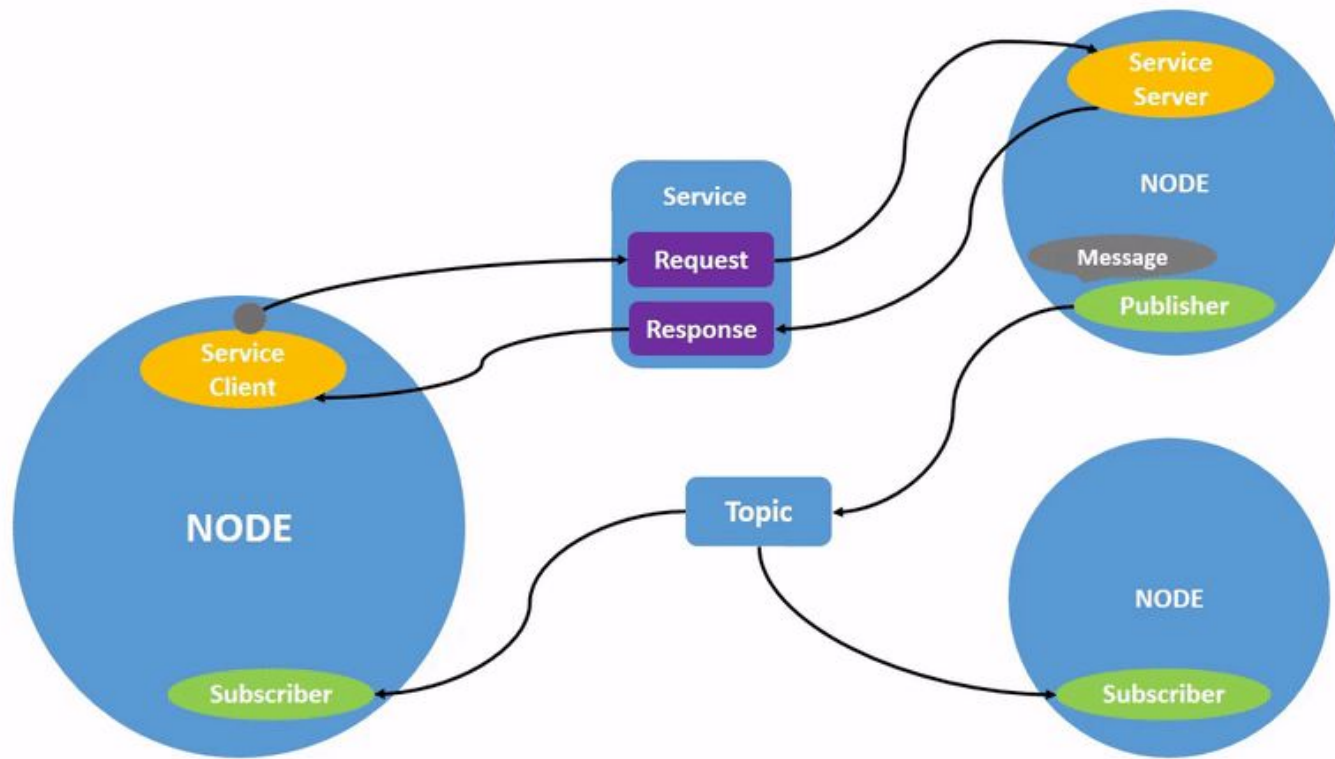 Service
Server
NODE
Message
Publisher
Service
Request
Response
Service
Client
NODE
Subscriber
Topic
NODE
Subscriber